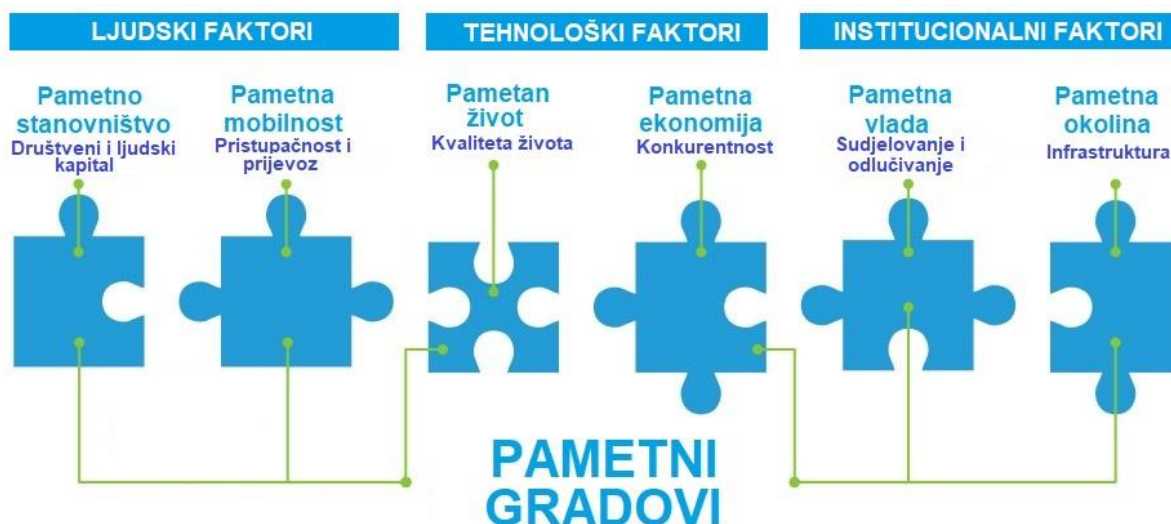 LJUDSKI FAKTORI
TEHNOLOŠKI FAKTORI
INSTITUCIONALNI FAKTORI
Pametno
stanovništvo
Društveni i ljudski
kapital
Pametna
mobilnost
Pristupačnost i
prijevoz
Pametan
život
Kvaliteta života
Pametna
ekonomija
Konkurentnost
Pametna
vlada
Sudjelovanje i
odlučivanje
Pametna
okolina
Infrastruktura
PAMETNI
GRADOVI